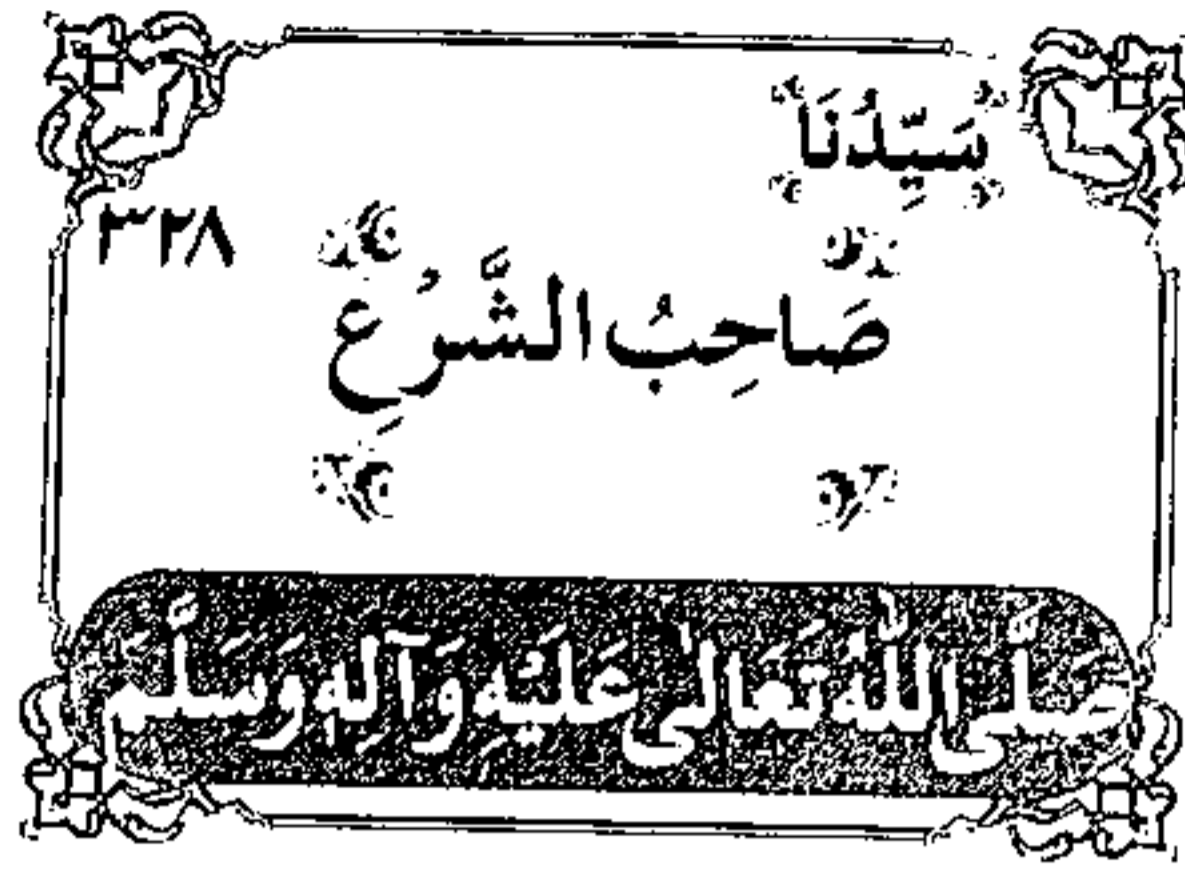 سَيِّدُنَا
٣٢٨
صَاحِبُ الشَّرُعِ
صَلَّى اللّٰهُ تَعَالٰى عَلَيْهِ وَآلِهٖ وَسَلَّمَ